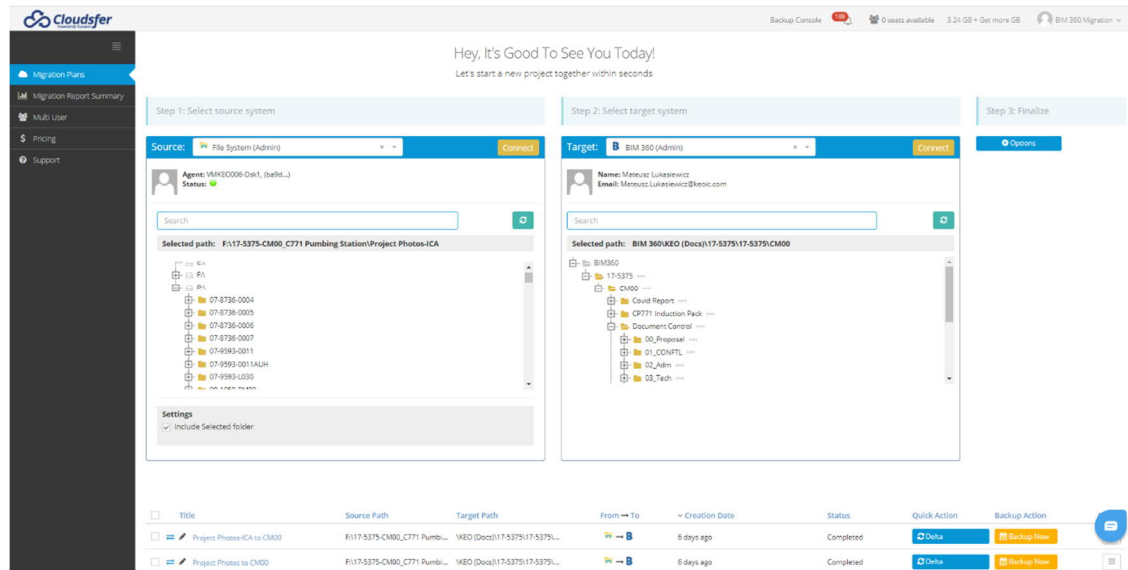 Cloudsfer
Backup Console 189 0 seats available 3.24 GB + Get more GB BIM 360 Migration
Hey, It's Good To See You Today!
Let's start a new project together within seconds
Migration Plans
Migration Report Summary
Multi User
$ Pricing
Support
Step 1: Select source system
Step 2: Select target system
Step 3: Finalize
Source: File System (Admin) × Connect
Agent: VMKEO006-Dsk1, (ba9d...)
Status:
Search
Selected path: F:\17-5375-CM00_C771 Pumbing Station\Project Photos-ICA
E:\
F:\
P:\
07-8736-0004
07-8736-0005
07-8736-0006
07-8736-0007
07-9593-0011
07-9593-0011AUH
07-9593-L030
Settings
Include Selected folder
Target: B BIM 360 (Admin) × Connect
Name: Mateusz Lukasiewicz
Email: Mateusz.Lukasiewicz@keoic.com
Search
Selected path: BIM 360\KEO (Docs)\17-5375\17-5375\CM00
BIM360
17-5375
CM00
Covid Report
CP771 Induction Pack
Document Control
00_Proposal
01_CONFTL
02_Adm
03_Tech
Options
Title Source Path Target Path From → To Creation Date Status Quick Action Backup Action
Project Photos-ICA to CM00 F:\17-5375-CM00_C771 Pumbi... \KEO (Docs)\17-5375\17-5375\... → B 6 days ago Completed Delta Backup Now
Project Photos to CM00 F:\17-5375-CM00_C771 Pumbi... \KEO (Docs)\17-5375\17-5375\... → B 6 days ago Completed Delta Backup Now